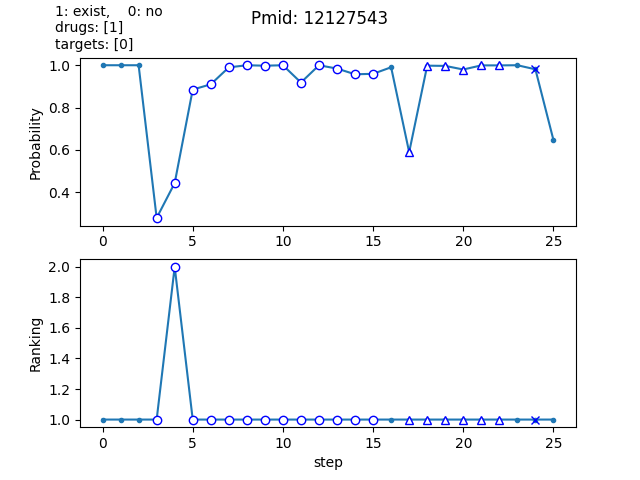 1: exist,    0: no
Pmid: 12127543
drugs: [1]
targets: [0]
1.0
0.8
0.6
0.4
Probability
0 5 10 15 20 25
2.0
1.8
1.6
1.4
1.2
1.0
Ranking
0 5 10 15 20 25
step